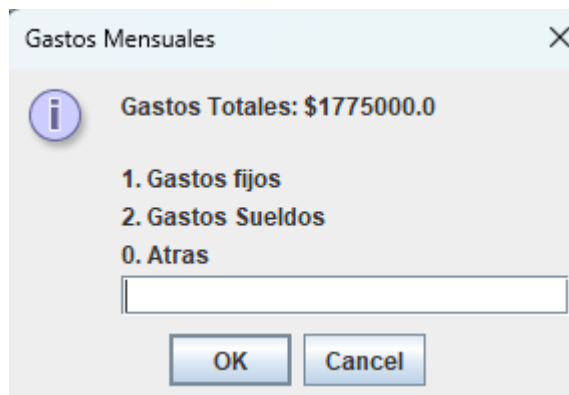 Gastos Mensuales
Gastos Totales: $1775000.0
1. Gastos fijos
2. Gastos Sueldos
0. Atras
OK Cancel